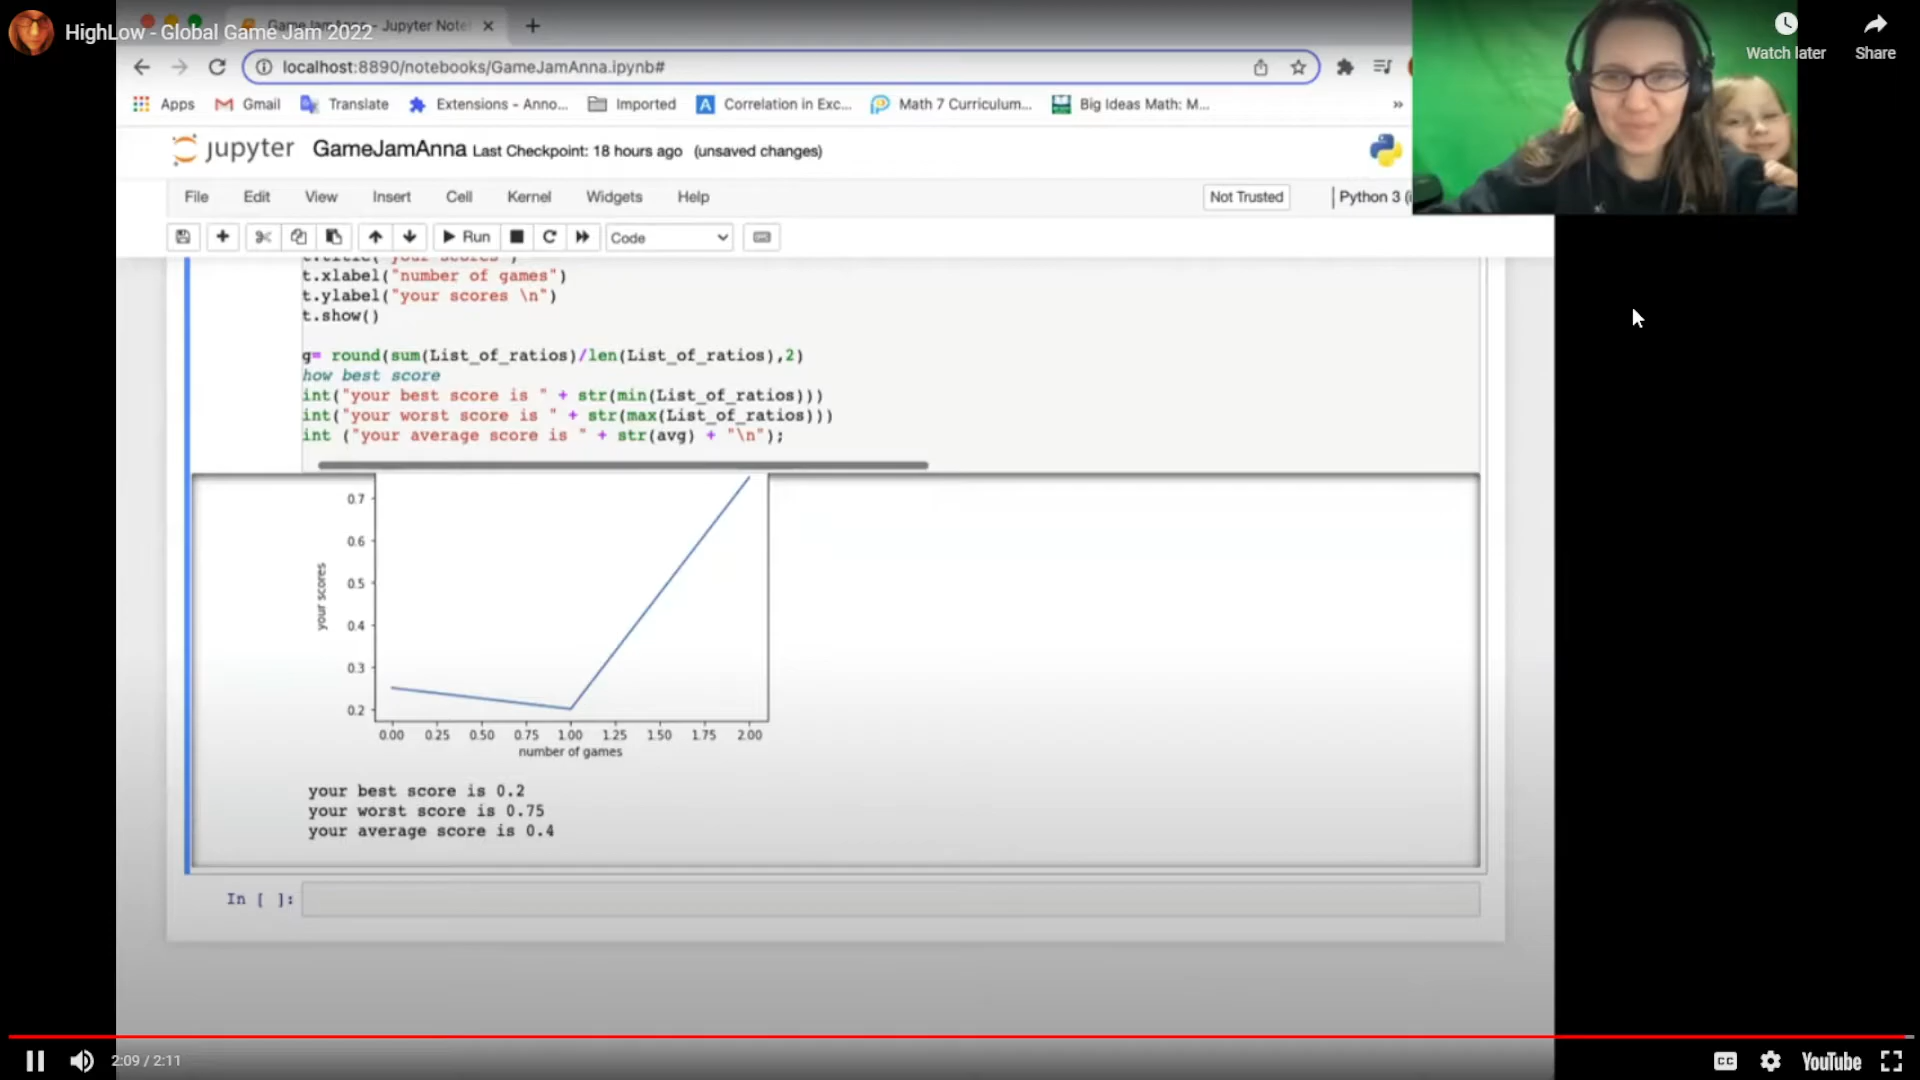 HighLow - Global Game Jam 2022
GameJamAnna - Jupyter Note
Watch later
Share
localhost:8890/notebooks/GameJamAnna.ipynb#
Apps Gmail Translate Extensions - Anno... Imported Correlation in Exc... Math 7 Curriculum... Big Ideas Math: M... »
jupyter GameJamAnna Last Checkpoint: 18 hours ago (unsaved changes)
File Edit View Insert Cell Kernel Widgets Help Not Trusted Python 3 (i
Run Code
t.title("your scores")
t.xlabel("number of games")
t.ylabel("your scores \n")
t.show()
g= round(sum(List_of_ratios)/len(List_of_ratios),2)
how best score
int("your best score is " + str(min(List_of_ratios)))
int("your worst score is " + str(max(List_of_ratios)))
int ("your average score is " + str(avg) + "\n");
0.7
0.6
0.5
0.4
0.3
0.2
your scores
0.00 0.25 0.50 0.75 1.00 1.25 1.50 1.75 2.00
number of games
your best score is 0.2
your worst score is 0.75
your average score is 0.4
In [ ]:
2:09 / 2:11
CC
YouTube